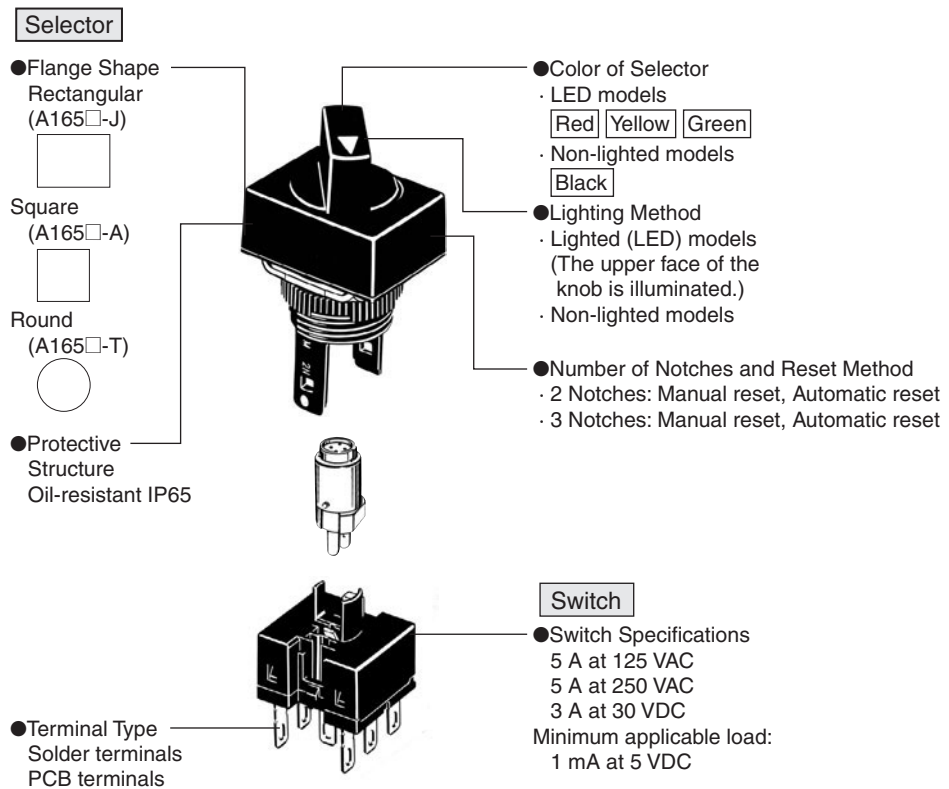 Selector
●Flange Shape
Rectangular
(A165□-J)
Square
(A165□-A)
Round
(A165□-T)
●Protective
Structure
Oil-resistant IP65
●Color of Selector
· LED models
Red Yellow Green
· Non-lighted models
Black
●Lighting Method
· Lighted (LED) models
(The upper face of the
knob is illuminated.)
· Non-lighted models
●Number of Notches and Reset Method
· 2 Notches: Manual reset, Automatic reset
· 3 Notches: Manual reset, Automatic reset
Switch
●Switch Specifications
5 A at 125 VAC
5 A at 250 VAC
3 A at 30 VDC
Minimum applicable load:
1 mA at 5 VDC
●Terminal Type
Solder terminals
PCB terminals